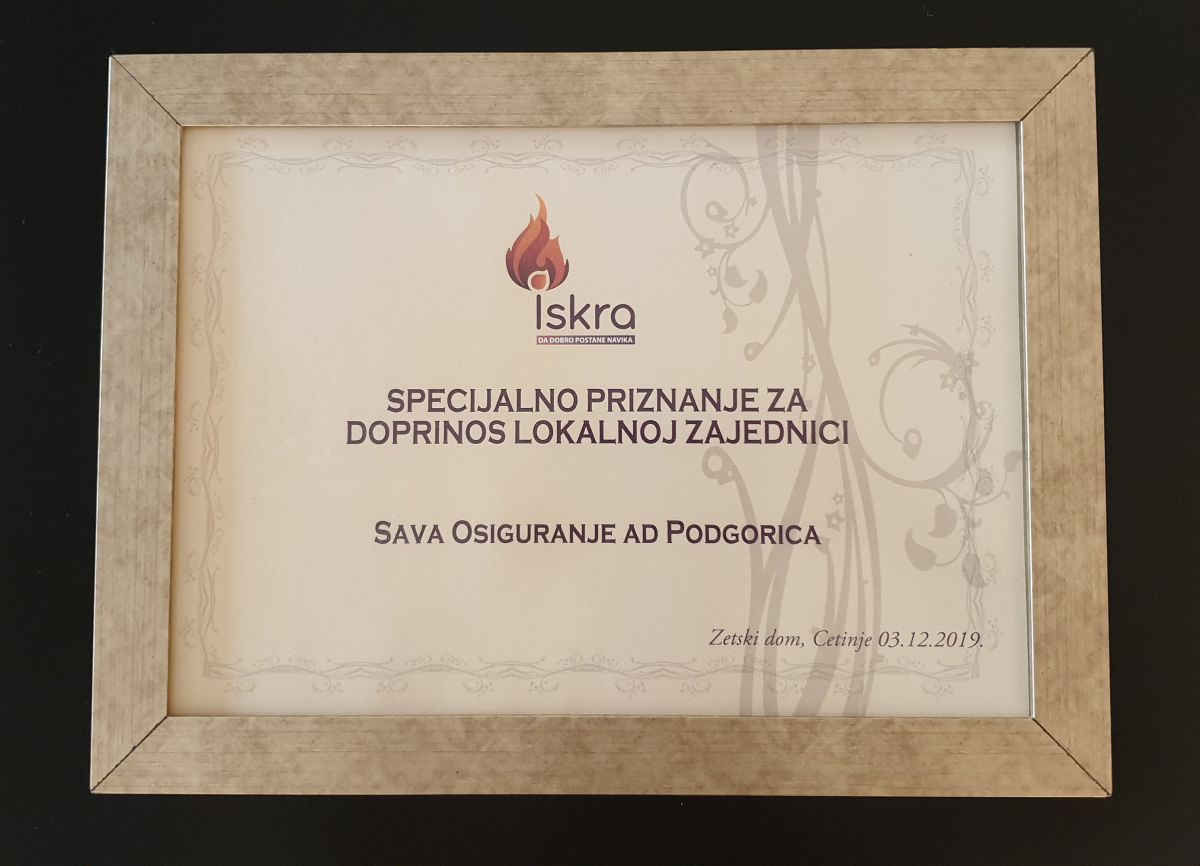 Iskra
DA DOBRO POSTANE NAVIKA
SPECIJALNO PRIZNANJE ZA
DOPRINOS LOKALNOJ ZAJEDNICI
SAVA OSIGURANJE AD PODGORICA
Zetski dom, Cetinje 03.12.2019.